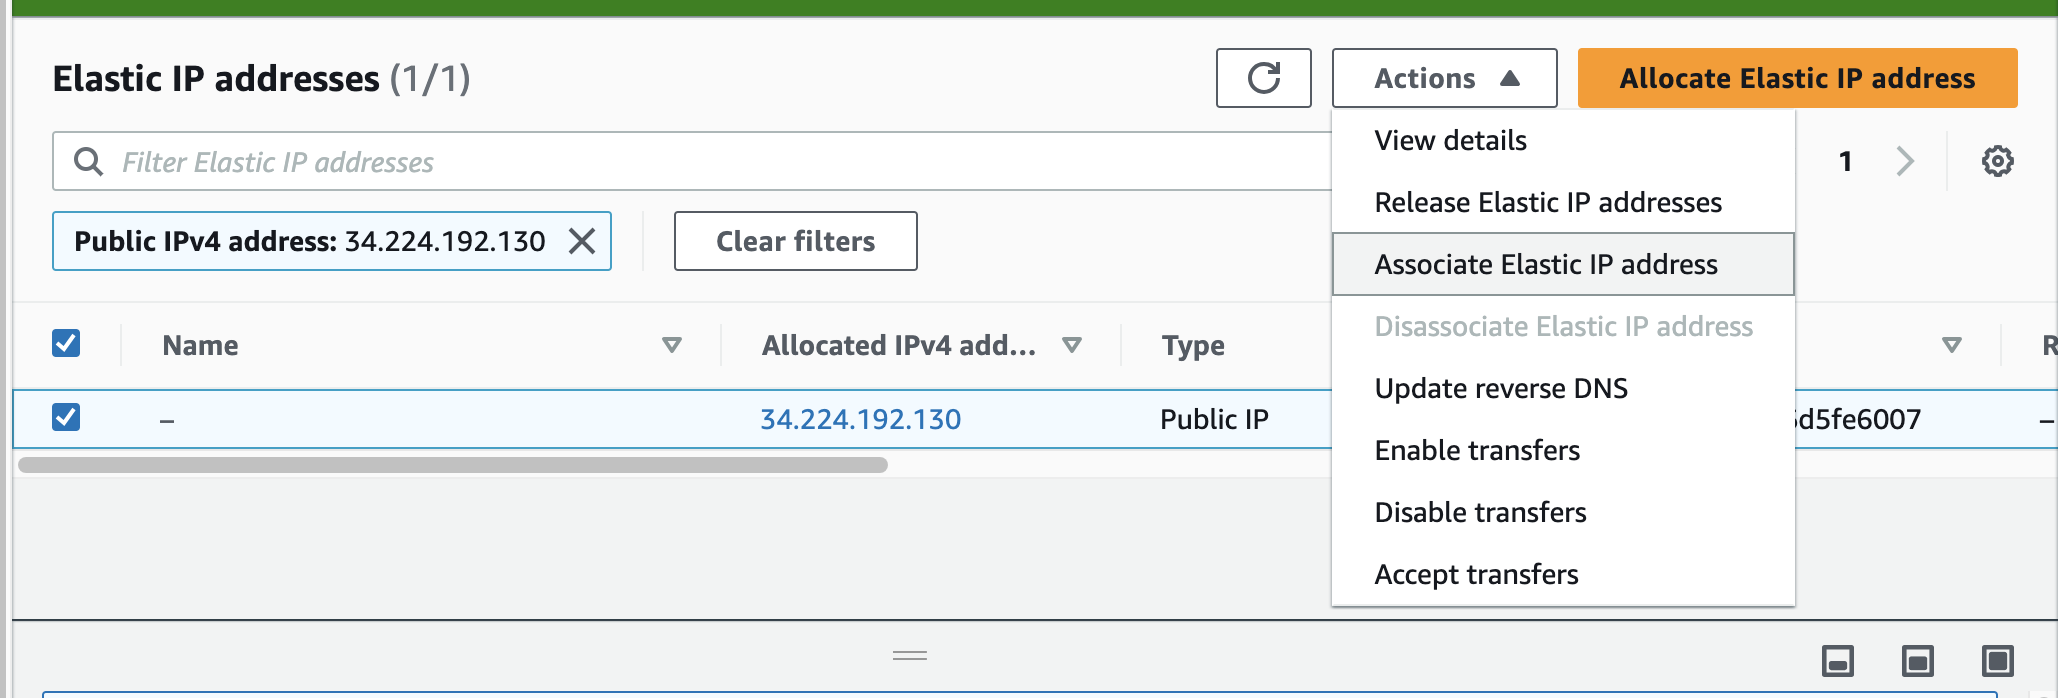 Elastic IP addresses (1/1)
Actions
Allocate Elastic IP address
Filter Elastic IP addresses
1
Public IPv4 address: 34.224.192.130
Clear filters
View details
Release Elastic IP addresses
Associate Elastic IP address
Disassociate Elastic IP address
Update reverse DNS
Enable transfers
Disable transfers
Accept transfers
Name
Allocated IPv4 add...
Type
R
–
34.224.192.130
Public IP
d5fe6007
–